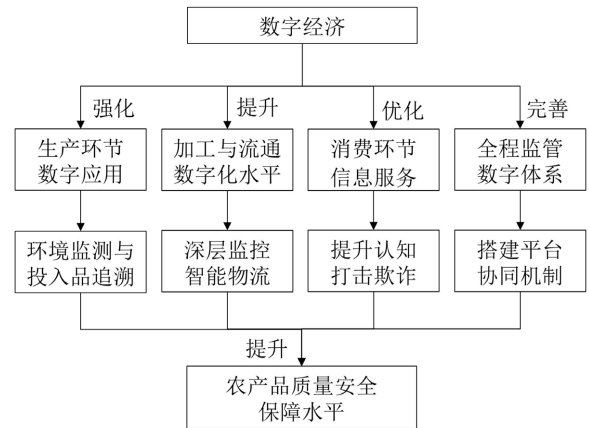 数字经济
强化
提升
优化
完善
生产环节
数字应用
加工与流通
数字化水平
消费环节
信息服务
全程监管
数字体系
环境监测与
投入品追溯
深层监控
智能物流
提升认知
打击欺诈
搭建平台
协同机制
提升
农产品质量安全
保障水平